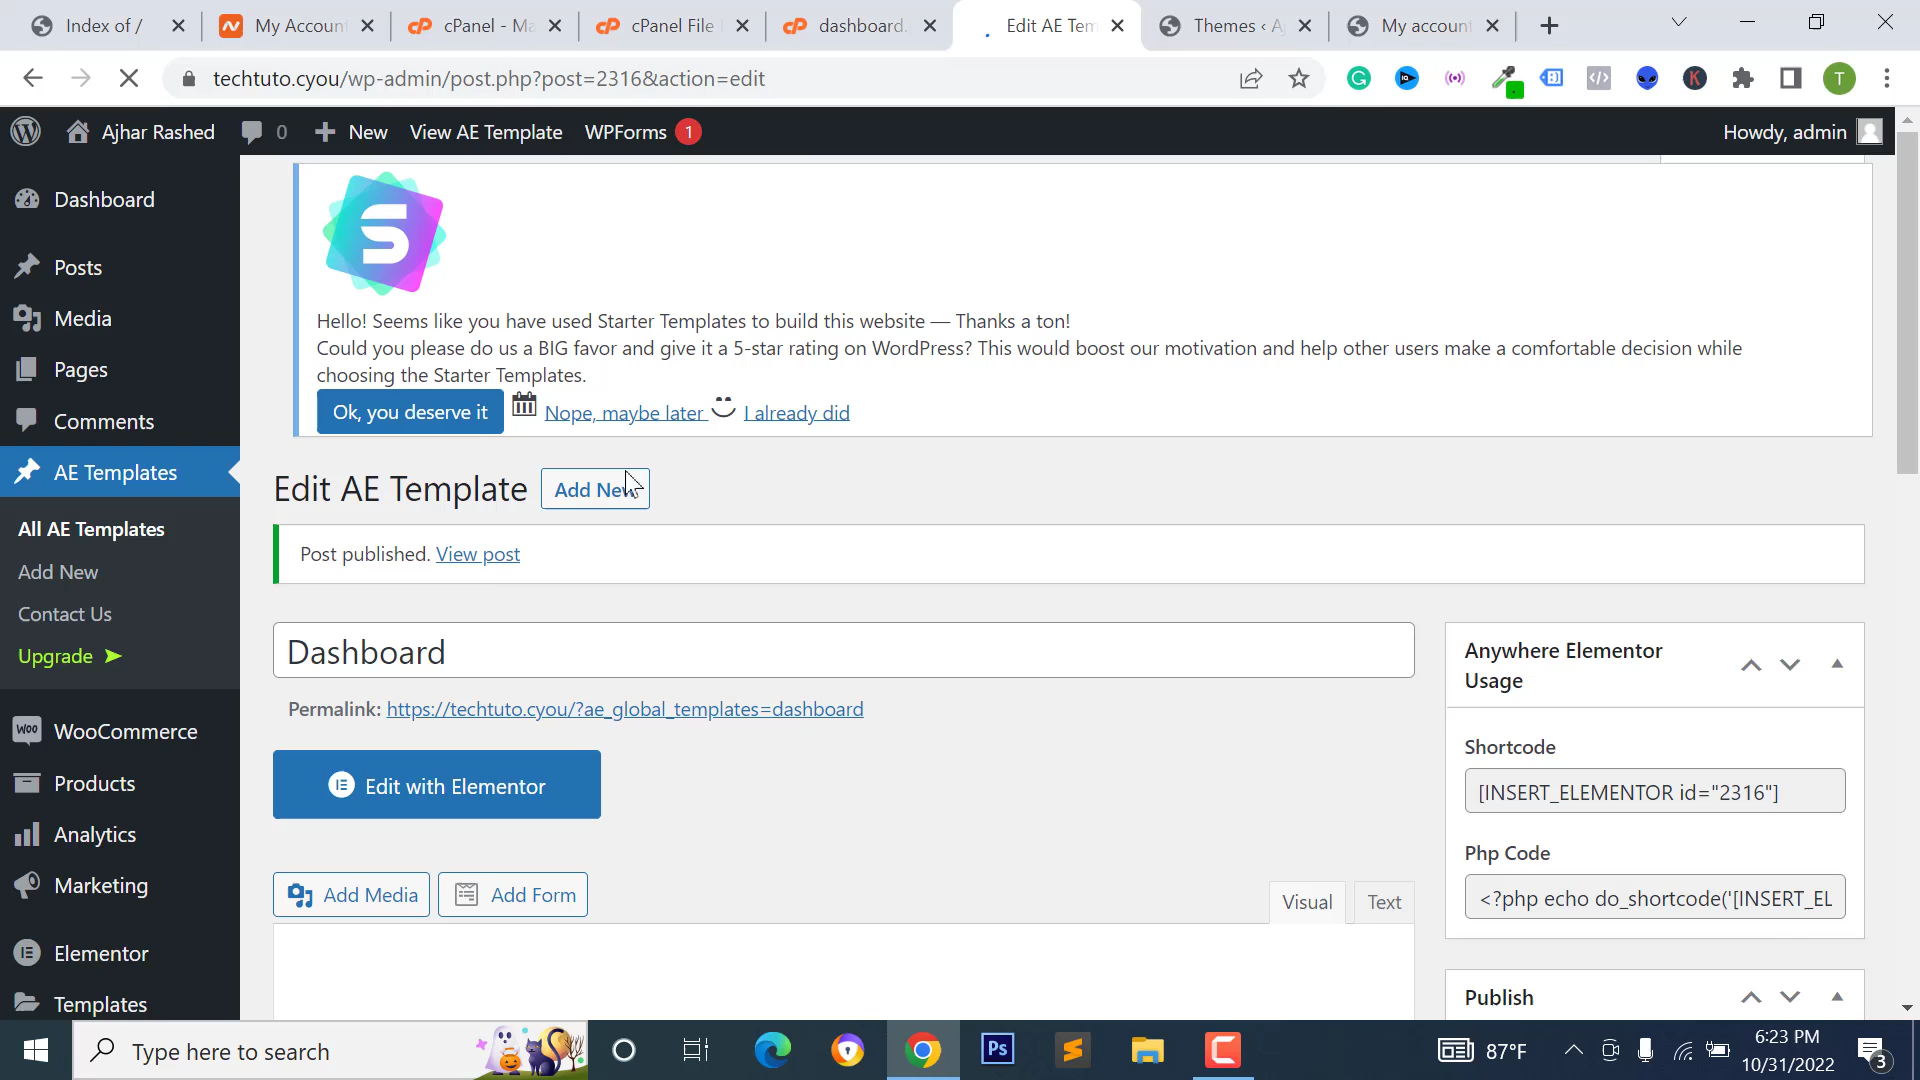 Index of /
My Account
cPanel - Ma
cPanel File
dashboard.
Edit AE Tem
Themes ‹ A
My account
techtuto.cyou/wp-admin/post.php?post=2316&action=edit
T
Ajhar Rashed
0
New
View AE Template
WPForms
1
Howdy, admin
Dashboard
Posts
Media
Pages
Comments
AE Templates
All AE Templates
Add New
Contact Us
Upgrade ➤
WooCommerce
Products
Analytics
Marketing
Elementor
Templates
Hello! Seems like you have used Starter Templates to build this website — Thanks a ton!
Could you please do us a BIG favor and give it a 5-star rating on WordPress? This would boost our motivation and help other users make a comfortable decision while
choosing the Starter Templates.
Ok, you deserve it
Nope, maybe later
I already did
Edit AE Template
Add New
Post published. View post
Dashboard
Permalink: https://techtuto.cyou/?ae_global_templates=dashboard
Edit with Elementor
Add Media
Add Form
Visual
Text
Anywhere Elementor
Usage
Shortcode
[INSERT_ELEMENTOR id="2316"]
Php Code
<?php echo do_shortcode('[INSERT_EL
Publish
Type here to search
Ps
87°F
6:23 PM
10/31/2022
3